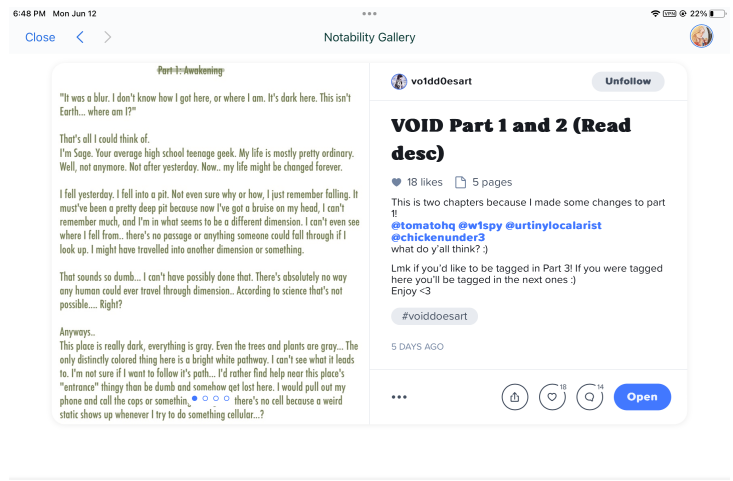 6:48 PM Mon Jun 12
VPN
22%
Close
Notability Gallery
Part 1: Awakening
"It was a blur. I don't know how I got here, or where I am. It's dark here. This isn't
Earth... where am I?"
That's all I could think of.
I'm Sage. Your average high school teenage geek. My life is mostly pretty ordinary.
Well, not anymore. Not after yesterday. Now.. my life might be changed forever.
I fell yesterday. I fell into a pit. Not even sure why or how, I just remember falling. It
must've been a pretty deep pit because now I've got a bruise on my head, I can't
remember much, and I'm in what seems to be a different dimension. I can't even see
where I fell from.. there's no passage or anything someone could fall through if I
look up. I might have travelled into another dimension or something.
That sounds so dumb... I can't have possibly done that. There's absolutely no way
any human could ever travel through dimension.. According to science that's not
possible.... Right?
Anyways..
This place is really dark, everything is gray. Even the trees and plants are gray... The
only distinctly colored thing here is a bright white pathway. I can't see what it leads
to. I'm not sure if I want to follow it's path... I'd rather find help near this place's
"entrance" thingy than be dumb and somehow get lost here. I would pull out my
phone and call the cops or something, there's no cell because a weird
static shows up whenever I try to do something cellular...?
vo1dd0esart
Unfollow
VOID Part 1 and 2 (Read
desc)
18 likes 5 pages
This is two chapters because I made some changes to part
1!
@tomatohq @w1spy @urtinylocalarist
@chickenunder3
what do y'all think? :)
Lmk if you'd like to be tagged in Part 3! If you were tagged
here you'll be tagged in the next ones :)
Enjoy <3
#voiddoesart
5 DAYS AGO
18
14
Open